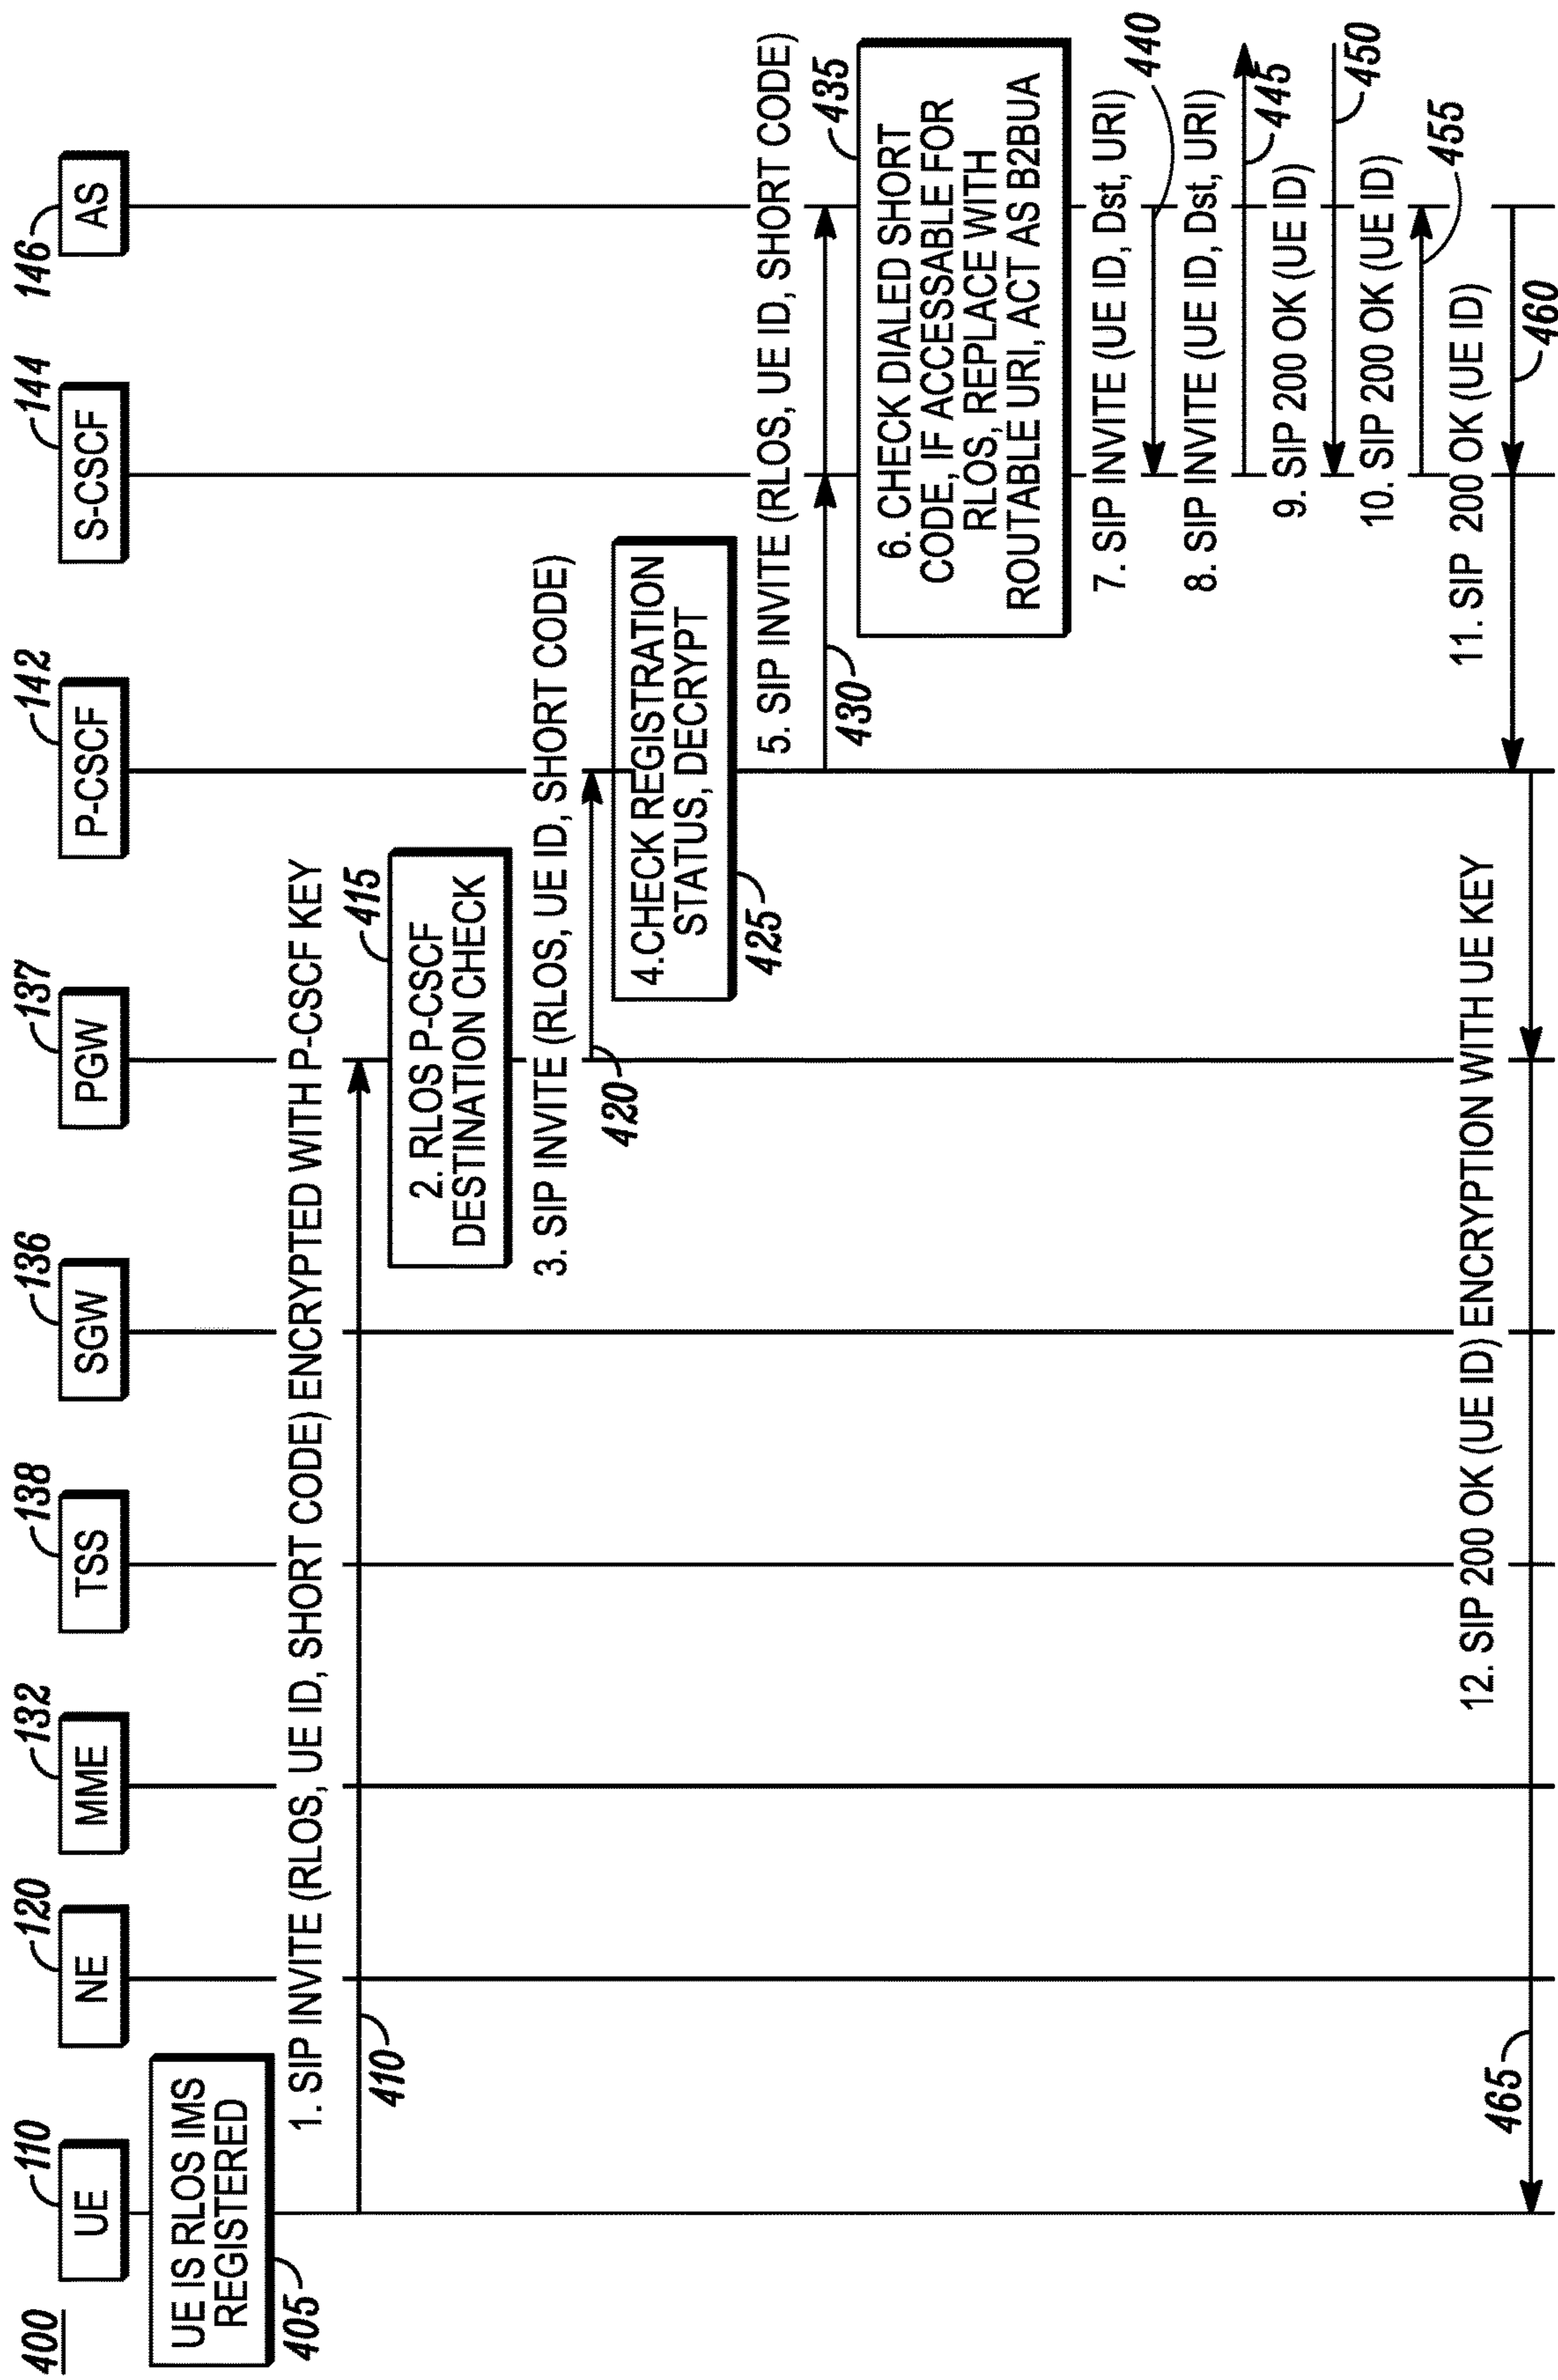 400
110
120
132
138
136
137
142
144
146
UE
NE
MME
TSS
SGW
PGW
P-CSCF
S-CSCF
AS
UE IS RLOS IMS
REGISTERED
405
1. SIP INVITE (RLOS, UE ID, SHORT CODE) ENCRYPTED WITH P-CSCF KEY
410
415
2. RLOS P-CSCF
DESTINATION CHECK
3. SIP INVITE (RLOS, UE ID, SHORT CODE)
420
4.CHECK REGISTRATION
STATUS, DECRYPT
425
5. SIP INVITE (RLOS, UE ID, SHORT CODE)
430
435
6. CHECK DIALED SHORT
CODE, IF ACCESSABLE FOR
RLOS, REPLACE WITH
ROUTABLE URI, ACT AS B2BUA
7. SIP INVITE (UE ID, Dst, URI)
440
8. SIP INVITE (UE ID, Dst, URI)
445
9. SIP 200 OK (UE ID)
450
10. SIP 200 OK (UE ID)
455
11. SIP 200 OK (UE ID)
460
12. SIP 200 OK (UE ID) ENCRYPTION WITH UE KEY
465